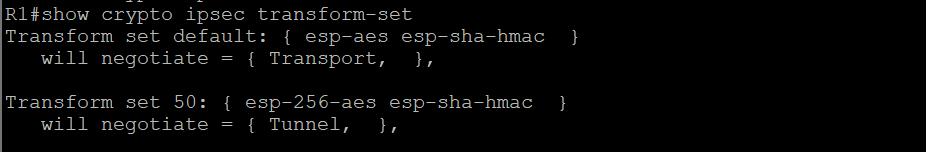 R1#show crypto ipsec transform-set
Transform set default: { esp-aes esp-sha-hmac  }
   will negotiate = { Transport,  },

Transform set 50: { esp-256-aes esp-sha-hmac  }
   will negotiate = { Tunnel,  },